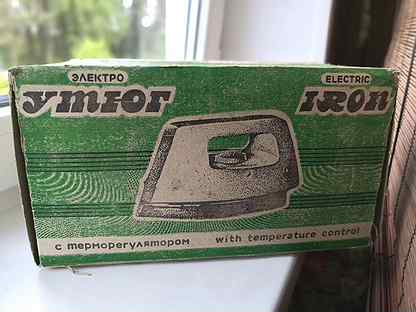 ЭЛЕКТРО
утюг
ELECTRIC
IRON
с терморегулятором
with temperature control